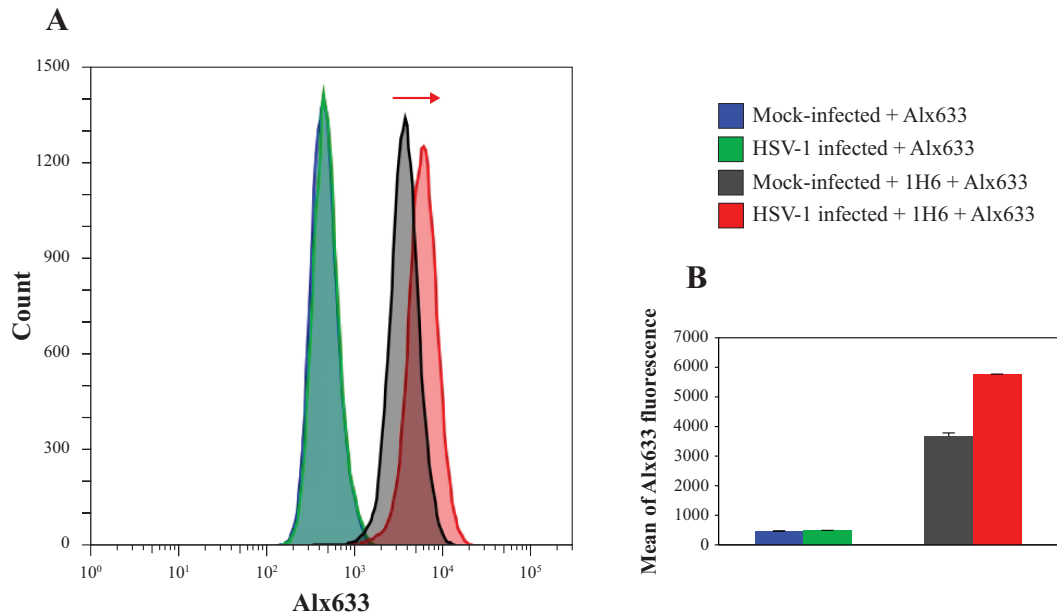 A
1500
1200
900
600
300
0
Count
10⁰
10¹
10²
10³
10⁴
10⁵
Alx633
Mock-infected + Alx633
HSV-1 infected + Alx633
Mock-infected + 1H6 + Alx633
HSV-1 infected + 1H6 + Alx633
B
7000
6000
5000
4000
3000
2000
1000
0
Mean of Alx633 fluorescence